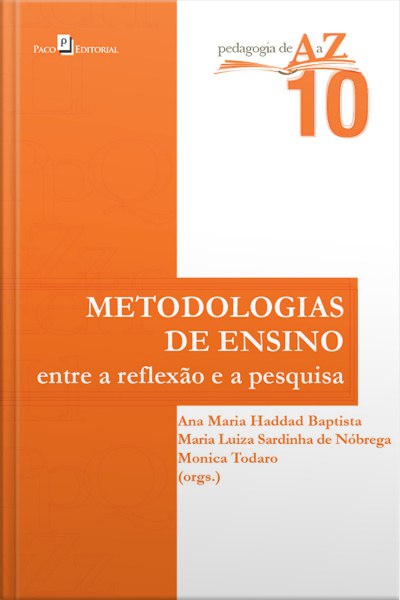 PACO EDITORIAL
pedagogia de A a Z
10
METODOLOGIAS
DE ENSINO
entre a reflexão e a pesquisa
Ana Maria Haddad Baptista
Maria Luiza Sardinha de Nóbrega
Monica Todaro
(orgs.)